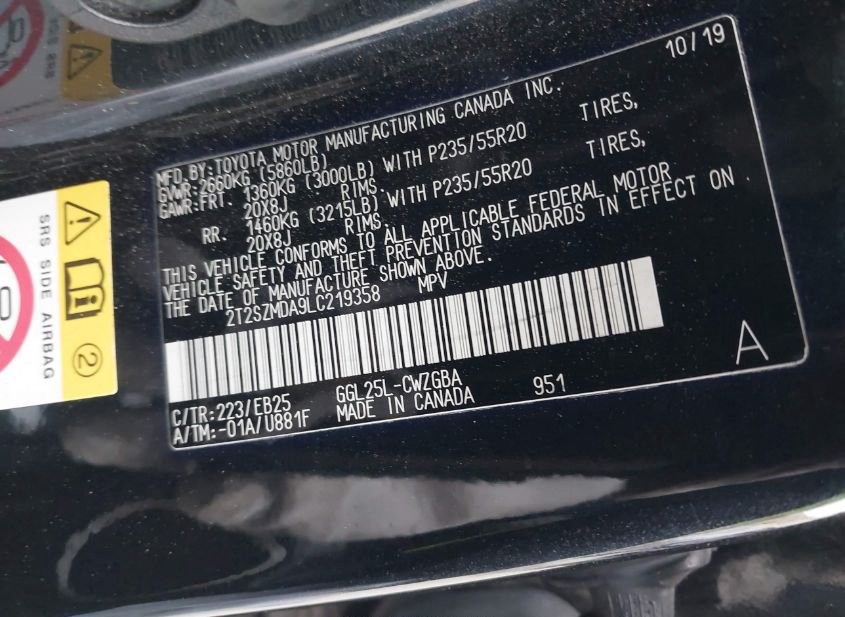 10/19
MFD.BY:TOYOTA MOTOR MANUFACTURING CANADA INC.
GVWR:2660KG (5860LB)
GAWR:FRT. 1360KG (3000LB) WITH P235/55R20 TIRES,
20X8J RIMS.
RR. 1460KG (3215LB) WITH P235/55R20 TIRES,
20X8J RIMS.
THIS VEHICLE CONFORMS TO ALL APPLICABLE FEDERAL MOTOR
VEHICLE SAFETY AND THEFT PREVENTION STANDARDS IN EFFECT ON
THE DATE OF MANUFACTURE SHOWN ABOVE.
2T2SZMDA9LC219358 MPV
A
C/TR:223/EB25 GGL25L-CWZGBA 951
A/TM:-01A/U881F MADE IN CANADA
SRS SIDE AIRBAG
2